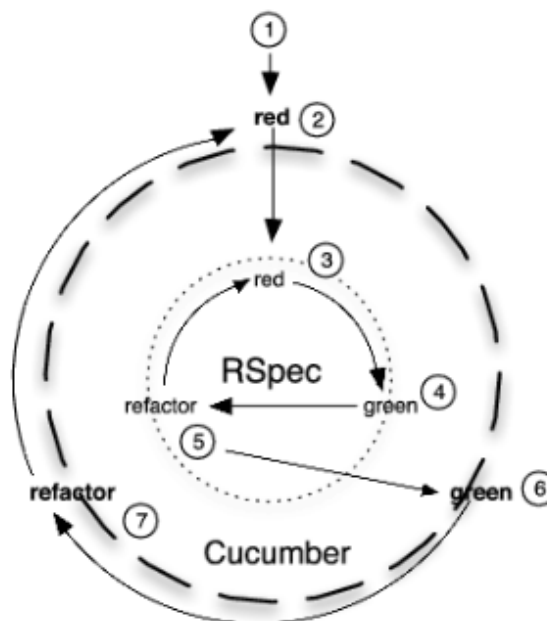 1
red 2
3
red
RSpec
refactor green 4
5
refactor green 6
7
Cucumber